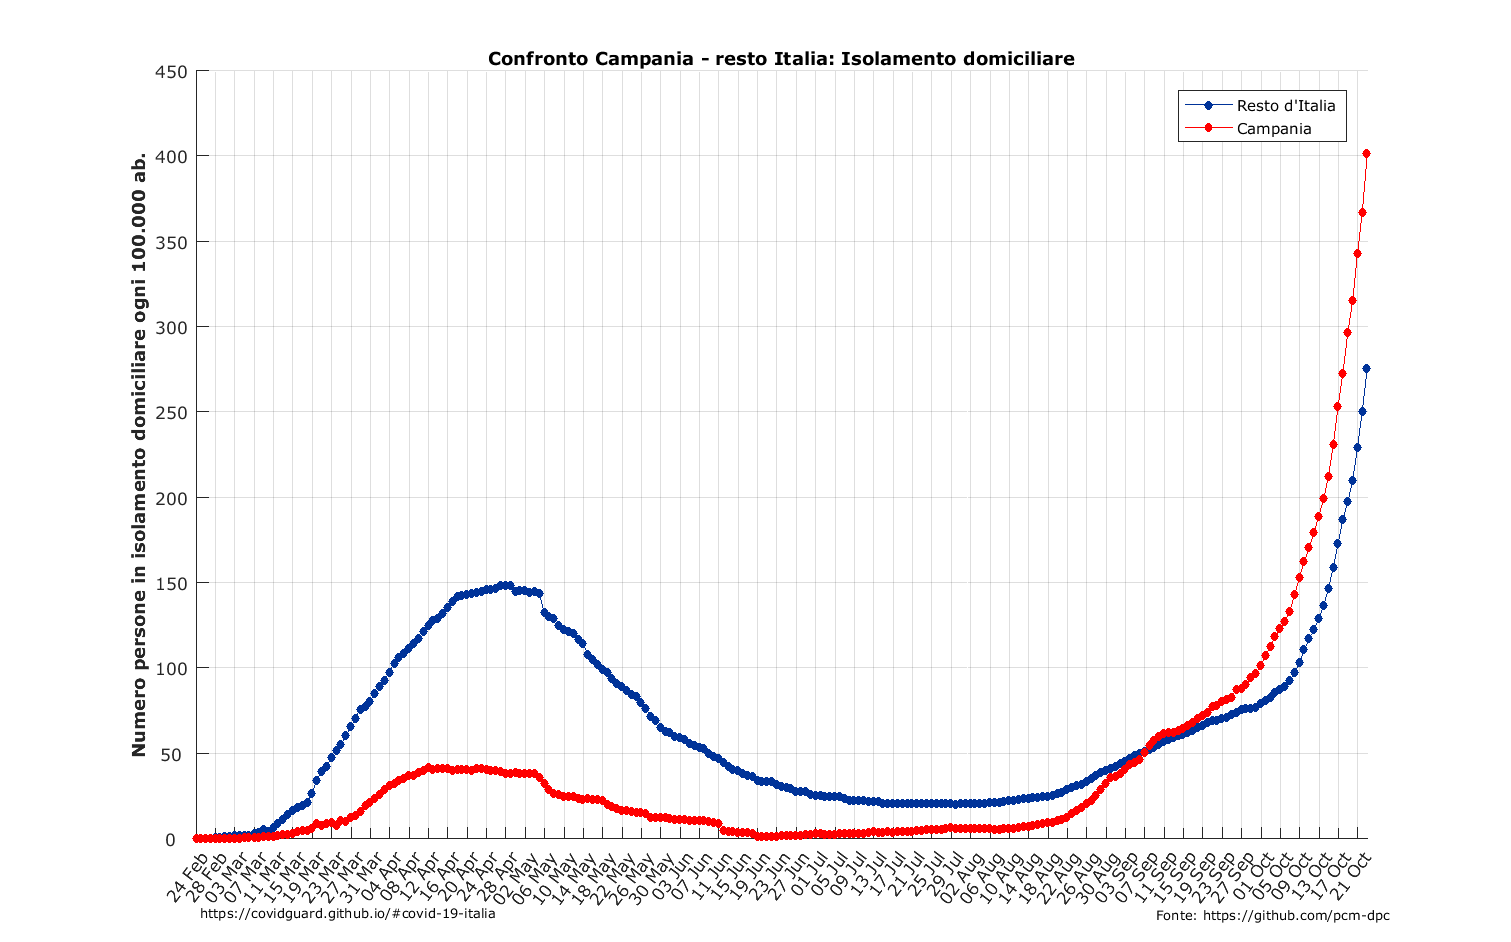 Confronto Campania - resto Italia: Isolamento domiciliare
Numero persone in isolamento domiciliare ogni 100.000 ab.
450
400
350
300
250
200
150
100
50
0
Resto d'Italia
Campania
24 Feb
28 Feb
03 Mar
07 Mar
11 Mar
15 Mar
19 Mar
23 Mar
27 Mar
31 Mar
04 Apr
08 Apr
12 Apr
16 Apr
20 Apr
24 Apr
28 Apr
02 May
06 May
10 May
14 May
18 May
22 May
26 May
30 May
03 Jun
07 Jun
11 Jun
15 Jun
19 Jun
23 Jun
27 Jun
01 Jul
05 Jul
09 Jul
13 Jul
17 Jul
21 Jul
25 Jul
29 Jul
02 Aug
06 Aug
10 Aug
14 Aug
18 Aug
22 Aug
26 Aug
30 Aug
03 Sep
07 Sep
11 Sep
15 Sep
19 Sep
23 Sep
27 Sep
01 Oct
05 Oct
09 Oct
13 Oct
17 Oct
21 Oct
https://covidguard.github.io/#covid-19-italia
Fonte: https://github.com/pcm-dpc